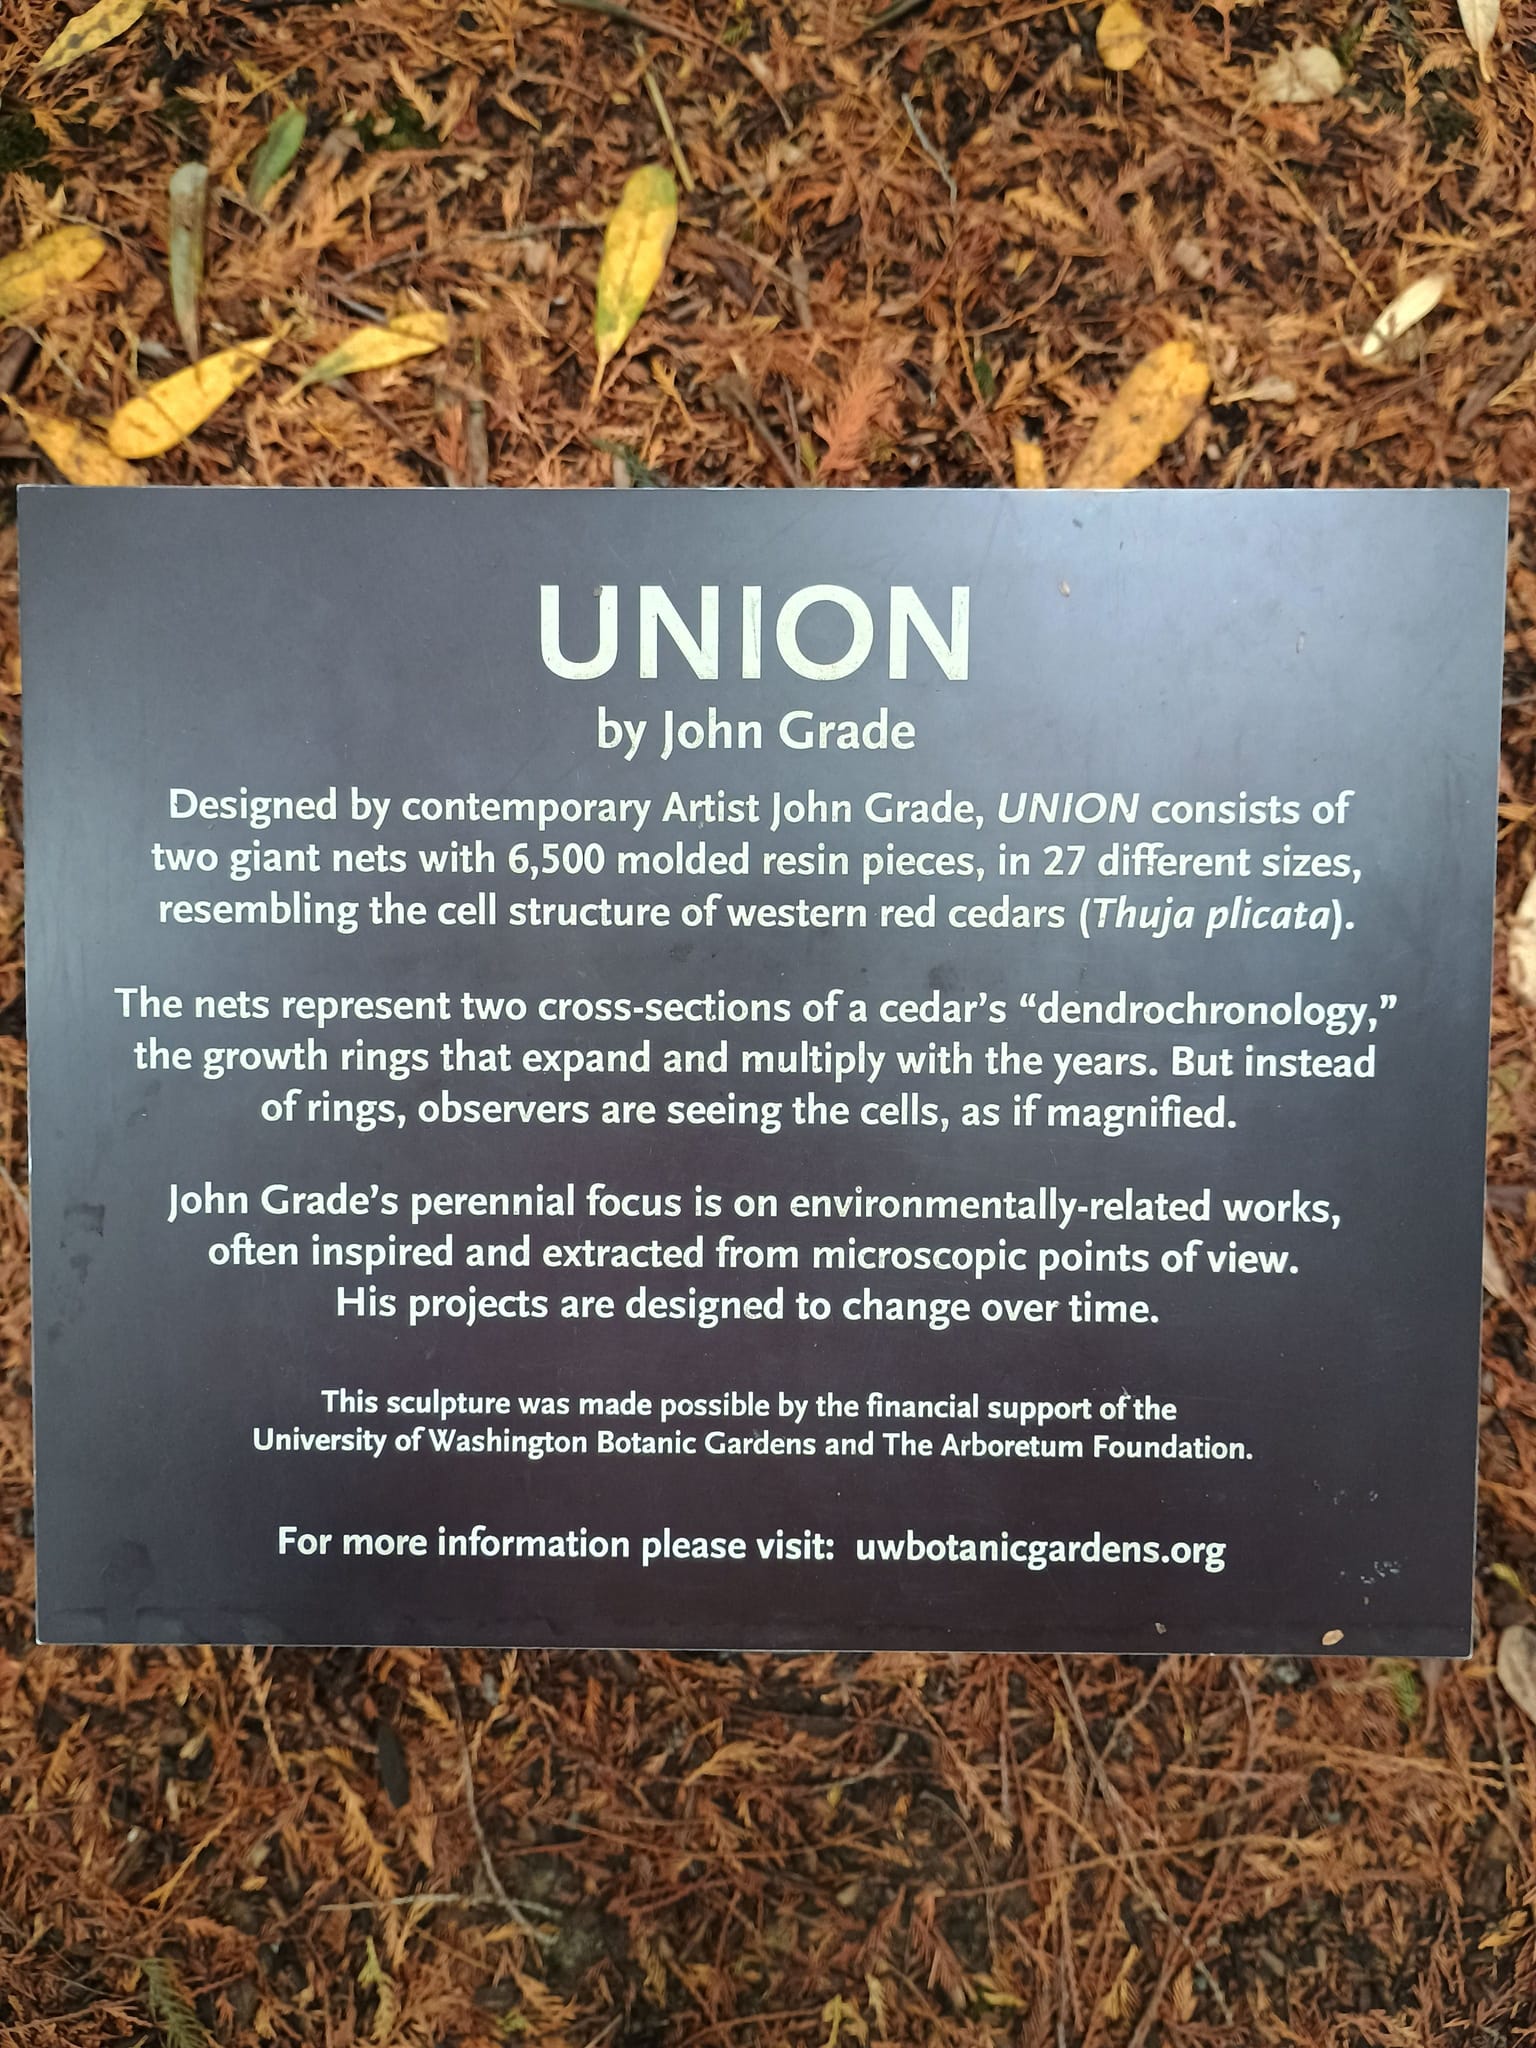 UNION
by John Grade
Designed by contemporary Artist John Grade, UNION consists of
two giant nets with 6,500 molded resin pieces, in 27 different sizes,
resembling the cell structure of western red cedars (Thuja plicata).
The nets represent two cross-sections of a cedar’s “dendrochronology,”
the growth rings that expand and multiply with the years. But instead
of rings, observers are seeing the cells, as if magnified.
John Grade’s perennial focus is on environmentally-related works,
often inspired and extracted from microscopic points of view.
His projects are designed to change over time.
This sculpture was made possible by the financial support of the
University of Washington Botanic Gardens and The Arboretum Foundation.
For more information please visit: uwbotanicgardens.org